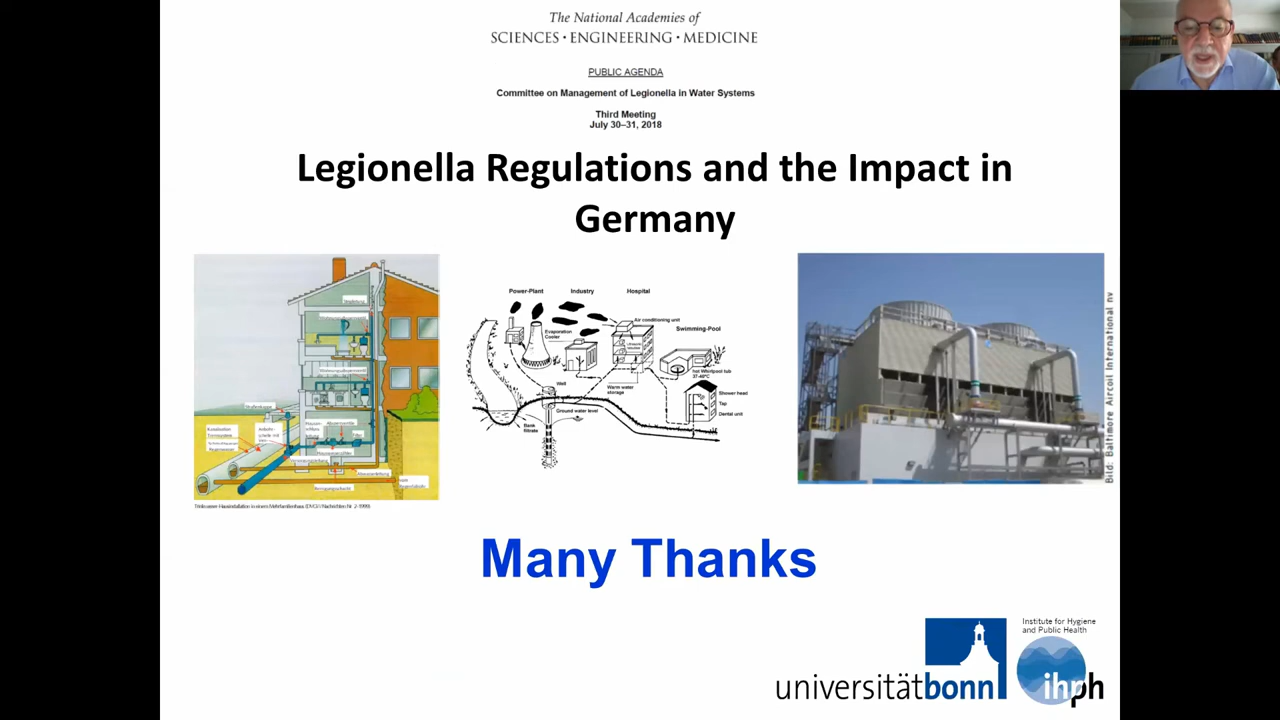 The National Academies of
SCIENCES • ENGINEERING • MEDICINE
PUBLIC AGENDA
Committee on Management of Legionella in Water Systems
Third Meeting
July 30–31, 2018
Legionella Regulations and the Impact in
Germany
Power-Plant
Industry
Hospital
Air conditioning unit
Evaporation
Cooler
Swimming-Pool
hot Whirlpool tub
37-40°C
Well
Warm water
storage
Shower head
Tap
Dental unit
Ground water level
Bank
filtrate
Bild: Baltimore Aircoil International nv
Many Thanks
Institute for Hygiene
and Public Health
universitätbonn
ihph